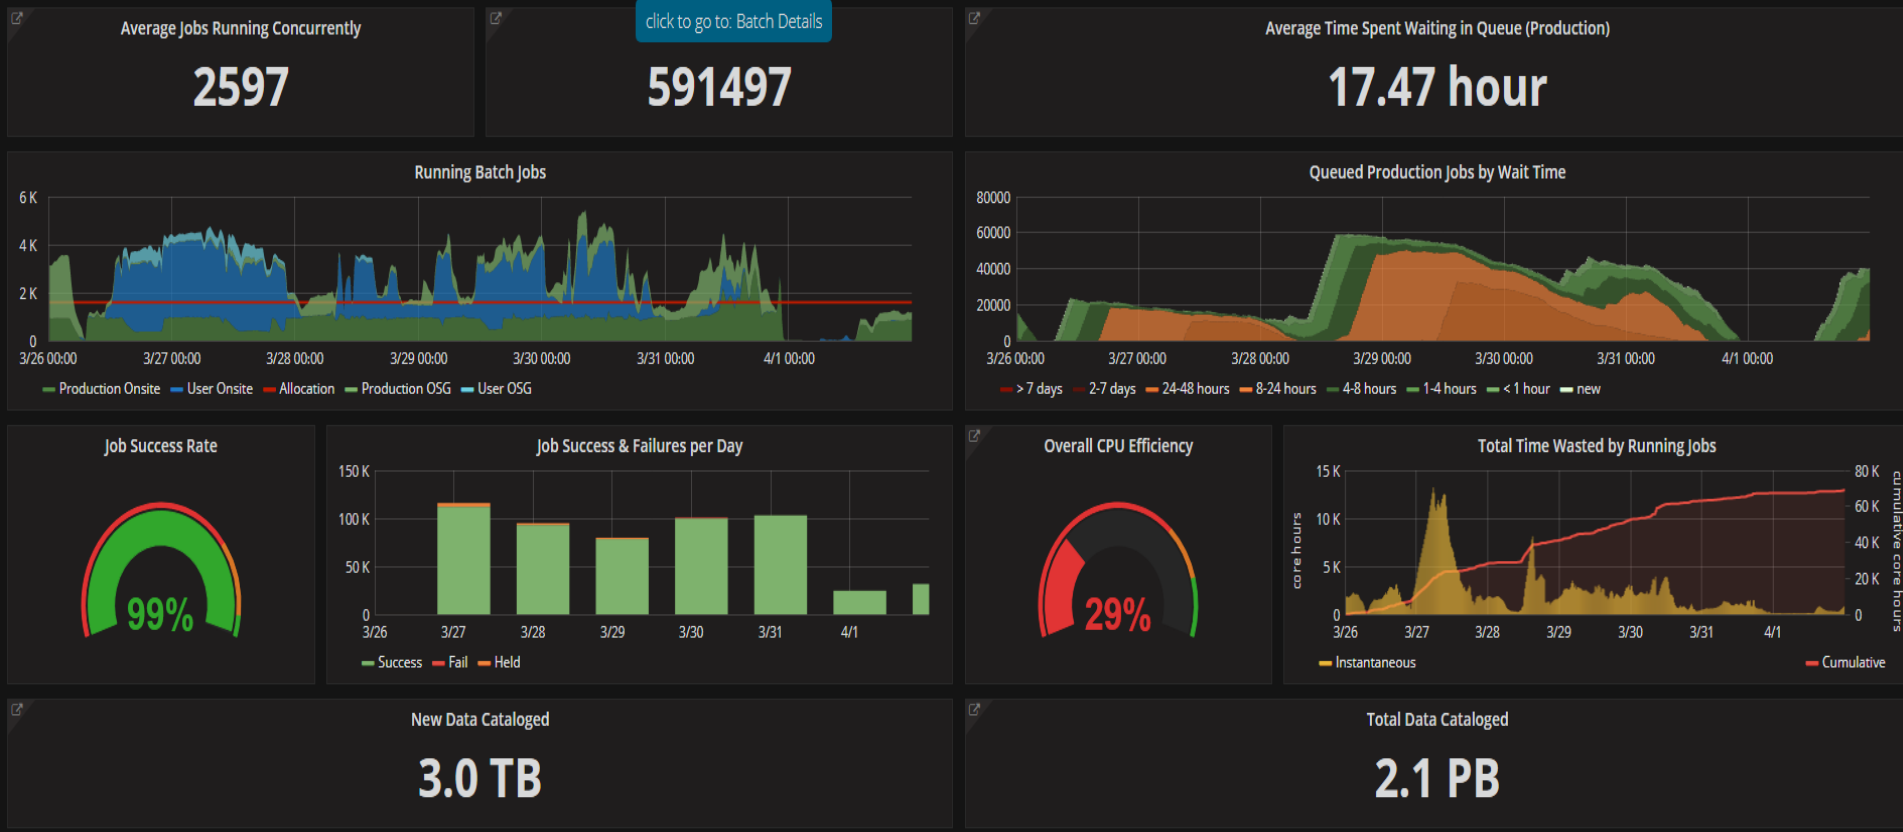 Average Jobs Running Concurrently
2597
click to go to: Batch Details
591497
Average Time Spent Waiting in Queue (Production)
17.47 hour
Running Batch Jobs
6 K
4 K
2 K
0
3/26 00:00 3/27 00:00 3/28 00:00 3/29 00:00 3/30 00:00 3/31 00:00 4/1 00:00
Production Onsite User Onsite Allocation Production OSG User OSG
Queued Production Jobs by Wait Time
80000
60000
40000
20000
0
3/26 00:00 3/27 00:00 3/28 00:00 3/29 00:00 3/30 00:00 3/31 00:00 4/1 00:00
> 7 days 2-7 days 24-48 hours 8-24 hours 4-8 hours 1-4 hours < 1 hour new
Job Success Rate
99%
Job Success & Failures per Day
150 K
100 K
50 K
0
3/26 3/27 3/28 3/29 3/30 3/31 4/1
Success Fail Held
Overall CPU Efficiency
29%
Total Time Wasted by Running Jobs
core hours
15 K
10 K
5 K
0
80 K
60 K
40 K
20 K
0
cumulative core hours
3/26 3/27 3/28 3/29 3/30 3/31 4/1
Instantaneous Cumulative
New Data Cataloged
3.0 TB
Total Data Cataloged
2.1 PB